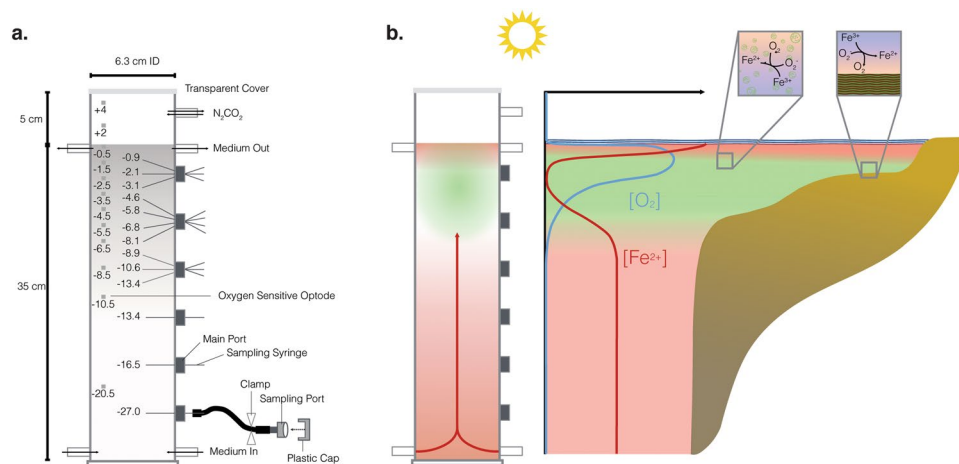 a.
6.3 cm ID
Transparent Cover
5 cm
+4
N₂CO₂
+2
Medium Out
-0.5
-0.9
-1.5
-2.1
-2.5
-3.1
-3.5
-4.6
-4.5
-5.8
-5.5
-6.8
-6.5
-8.1
-8.9
-8.5
-10.6
-13.4
35 cm
Oxygen Sensitive Optode
-10.5
-13.4
Main Port
Sampling Syringe
-16.5
Clamp
-20.5
Sampling Port
-27.0
Medium In
Plastic Cap
b.
O₂
Fe²⁺
O₂⁻
Fe³⁺
Fe³⁺
O₂⁻
Fe²⁺
O₂
[O₂]
[Fe²⁺]